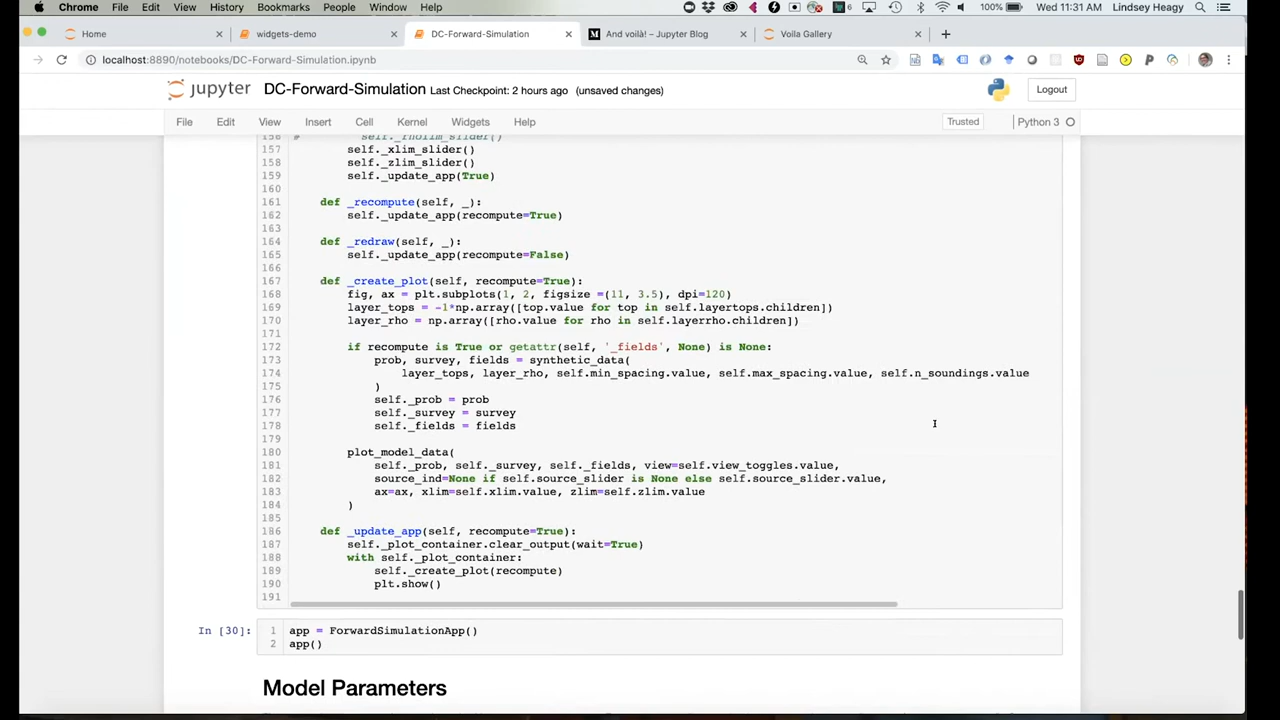 Chrome File Edit View History Bookmarks People Window Help 6 100% Wed 11:31 AM Lindsey Heagy
Home widgets-demo DC-Forward-Simulation And voilà! – Jupyter Blog Voila Gallery
localhost:8890/notebooks/DC-Forward-Simulation.ipynb
jupyter DC-Forward-Simulation Last Checkpoint: 2 hours ago (unsaved changes) Logout
File Edit View Insert Cell Kernel Widgets Help Trusted Python 3
156 # self._rholim_slider()
157 self._xlim_slider()
158 self._zlim_slider()
159 self._update_app(True)
160
161 def _recompute(self, _):
162 self._update_app(recompute=True)
163
164 def _redraw(self, _):
165 self._update_app(recompute=False)
166
167 def _create_plot(self, recompute=True):
168 fig, ax = plt.subplots(1, 2, figsize =(11, 3.5), dpi=120)
169 layer_tops = -1*np.array([top.value for top in self.layertops.children])
170 layer_rho = np.array([rho.value for rho in self.layerrho.children])
171
172 if recompute is True or getattr(self, '_fields', None) is None:
173 prob, survey, fields = synthetic_data(
174 layer_tops, layer_rho, self.min_spacing.value, self.max_spacing.value, self.n_soundings.value
175 )
176 self._prob = prob
177 self._survey = survey
178 self._fields = fields
179
180 plot_model_data(
181 self._prob, self._survey, self._fields, view=self.view_toggles.value,
182 source_ind=None if self.source_slider is None else self.source_slider.value,
183 ax=ax, xlim=self.xlim.value, zlim=self.zlim.value
184 )
185
186 def _update_app(self, recompute=True):
187 self._plot_container.clear_output(wait=True)
188 with self._plot_container:
189 self._create_plot(recompute)
190 plt.show()
191
In [30]: 1 app = ForwardSimulationApp()
2 app()
Model Parameters